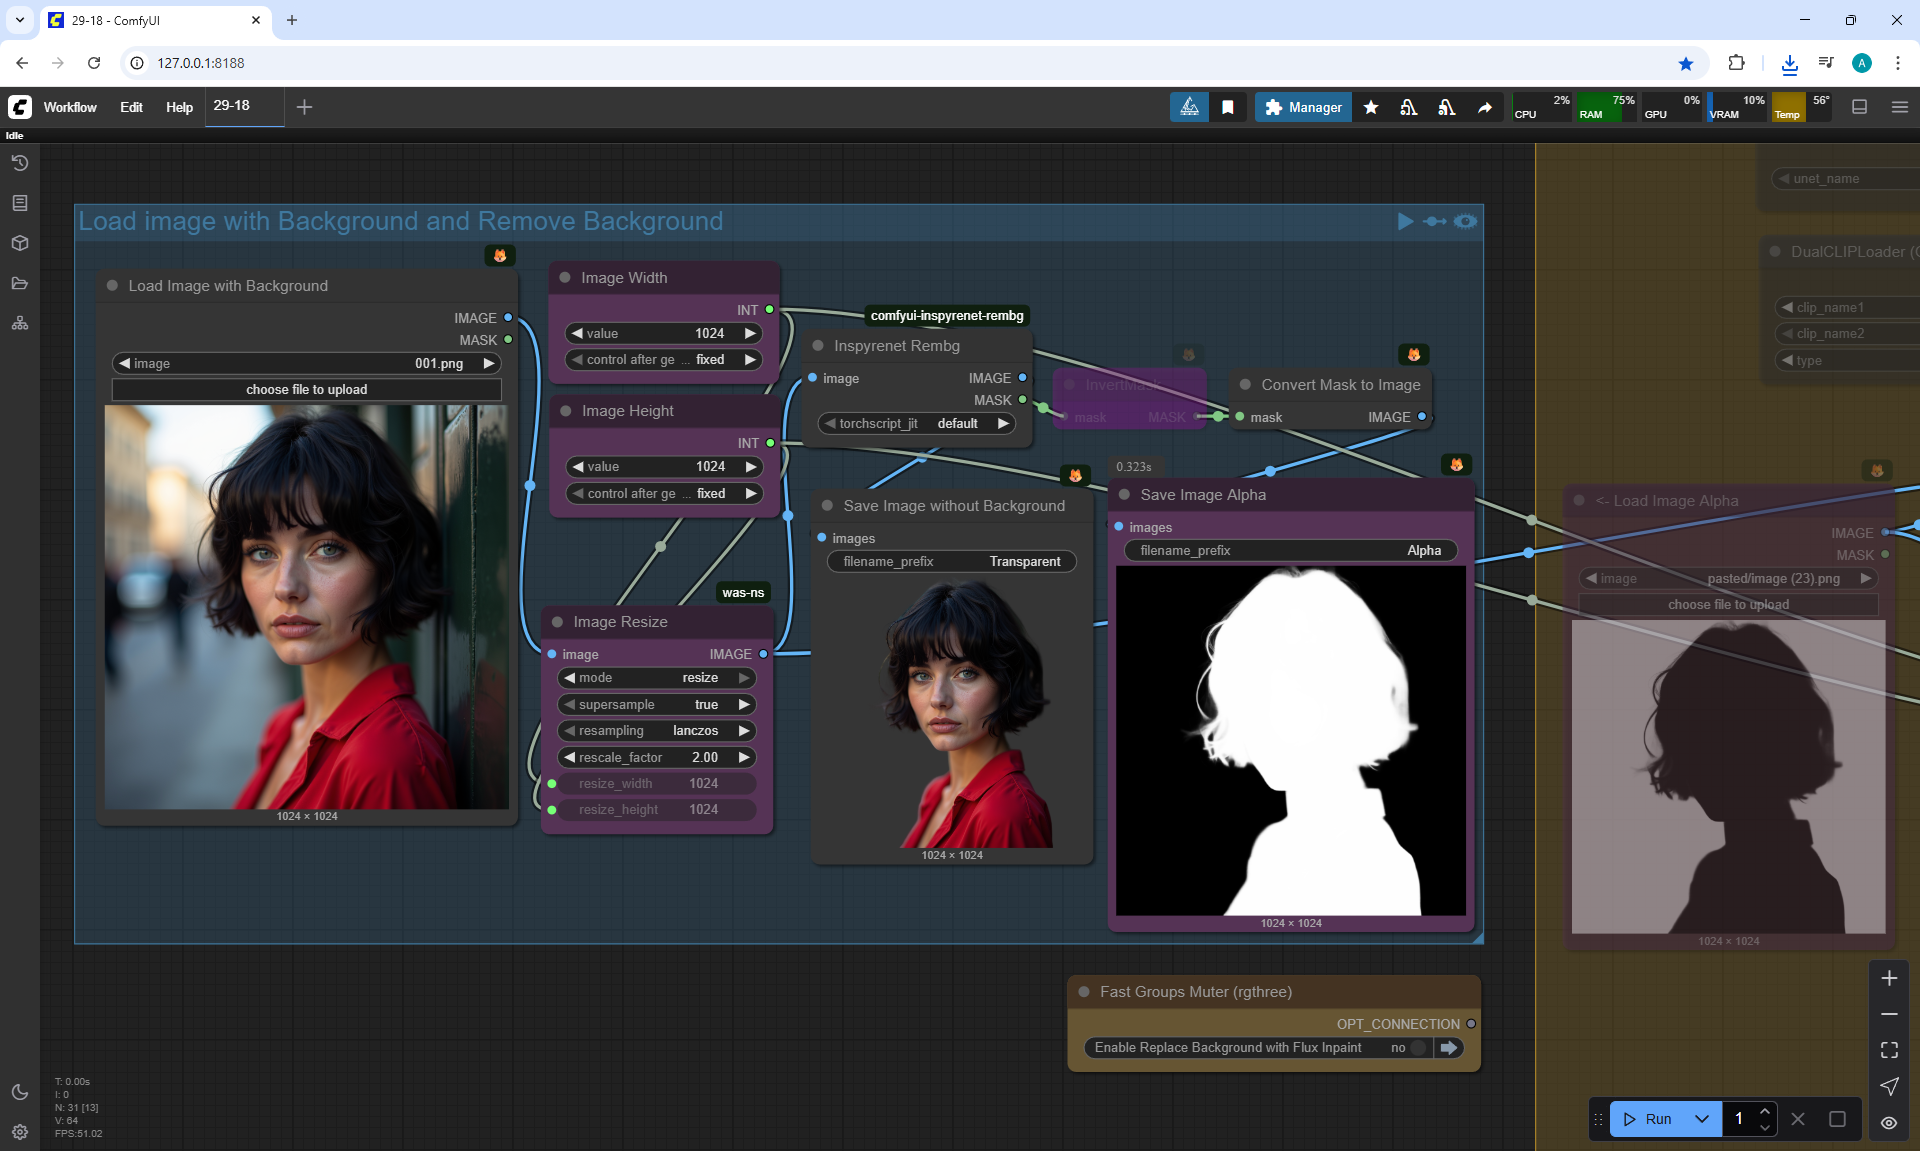 29-18 - ComfyUI
127.0.0.1:8188
Workflow
Edit
Help
29-18
Manager
CPU 2%
RAM 75%
GPU 0%
VRAM 10%
Temp 56°
Idle
Load image with Background and Remove Background
Load Image with Background
IMAGE
MASK
image 001.png
choose file to upload
1024 × 1024
Image Width
INT
value 1024
control after ge ... fixed
Image Height
INT
value 1024
control after ge ... fixed
was-ns
Image Resize
image IMAGE
mode resize
supersample true
resampling lanczos
rescale_factor 2.00
resize_width 1024
resize_height 1024
comfyui-inspyrenet-rembg
Inspyrenet Rembg
image IMAGE
MASK
torchscript_jit default
InvertMask
mask MASK
Convert Mask to Image
mask IMAGE
Save Image without Background
images
filename_prefix Transparent
1024 × 1024
0.323s
Save Image Alpha
images
filename_prefix Alpha
1024 × 1024
unet_name
DualCLIPLoader (
clip_name1
clip_name2
type
<- Load Image Alpha
IMAGE
MASK
image pasted/image (23).png
choose file to upload
1024 × 1024
Fast Groups Muter (rgthree)
OPT_CONNECTION
Enable Replace Background with Flux Inpaint no
T: 0.00s
I: 0
N: 31 [13]
V: 64
FPS:51.02
Run
1
A